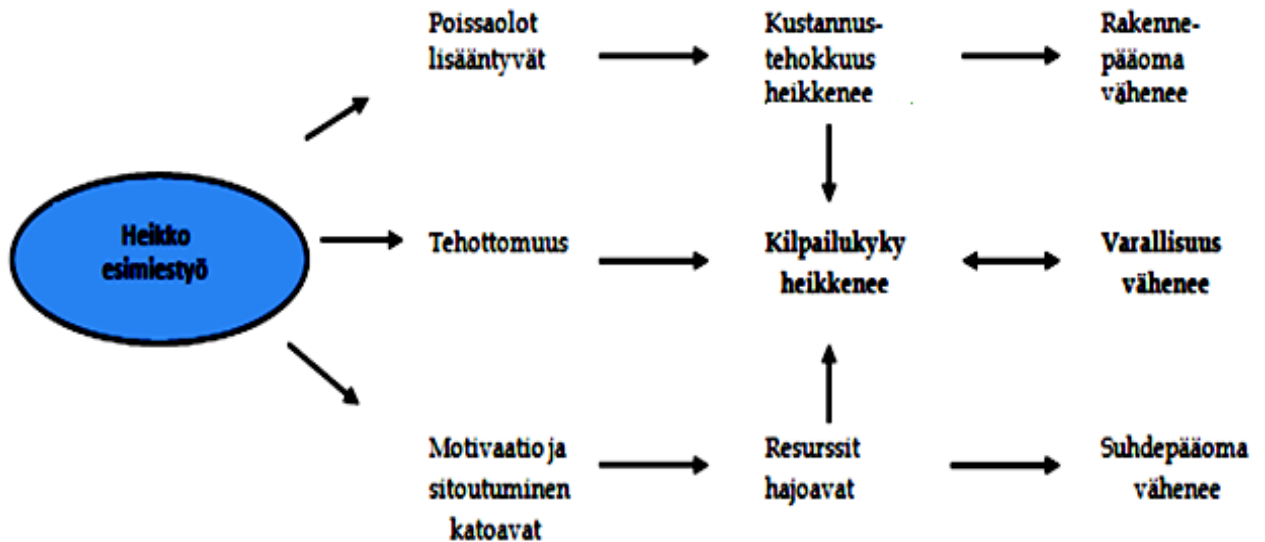 Poissaolot
lisääntyvät
Kustannus-
tehokkuus
heikkenee
Rakenne-
pääoma
vähenee
Heikko
esimiestyö
Tehottomuus
Kilpailukyky
heikkenee
Varallisuus
vähenee
Motivaatio ja
sitoutuminen
katoavat
Resurssit
hajoavat
Suhdepääoma
vähenee